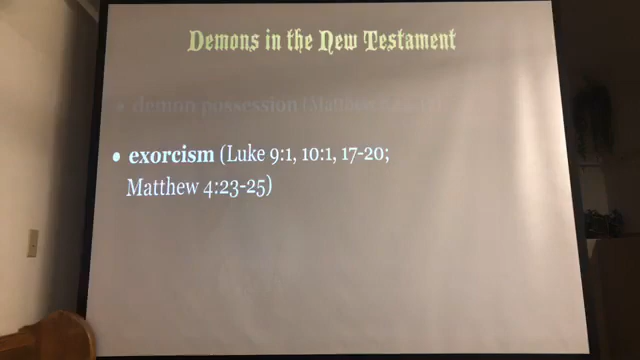 Demons in the New Testament
• demon possession (Matthew
• exorcism (Luke 9:1, 10:1, 17-20;
Matthew 4:23-25)